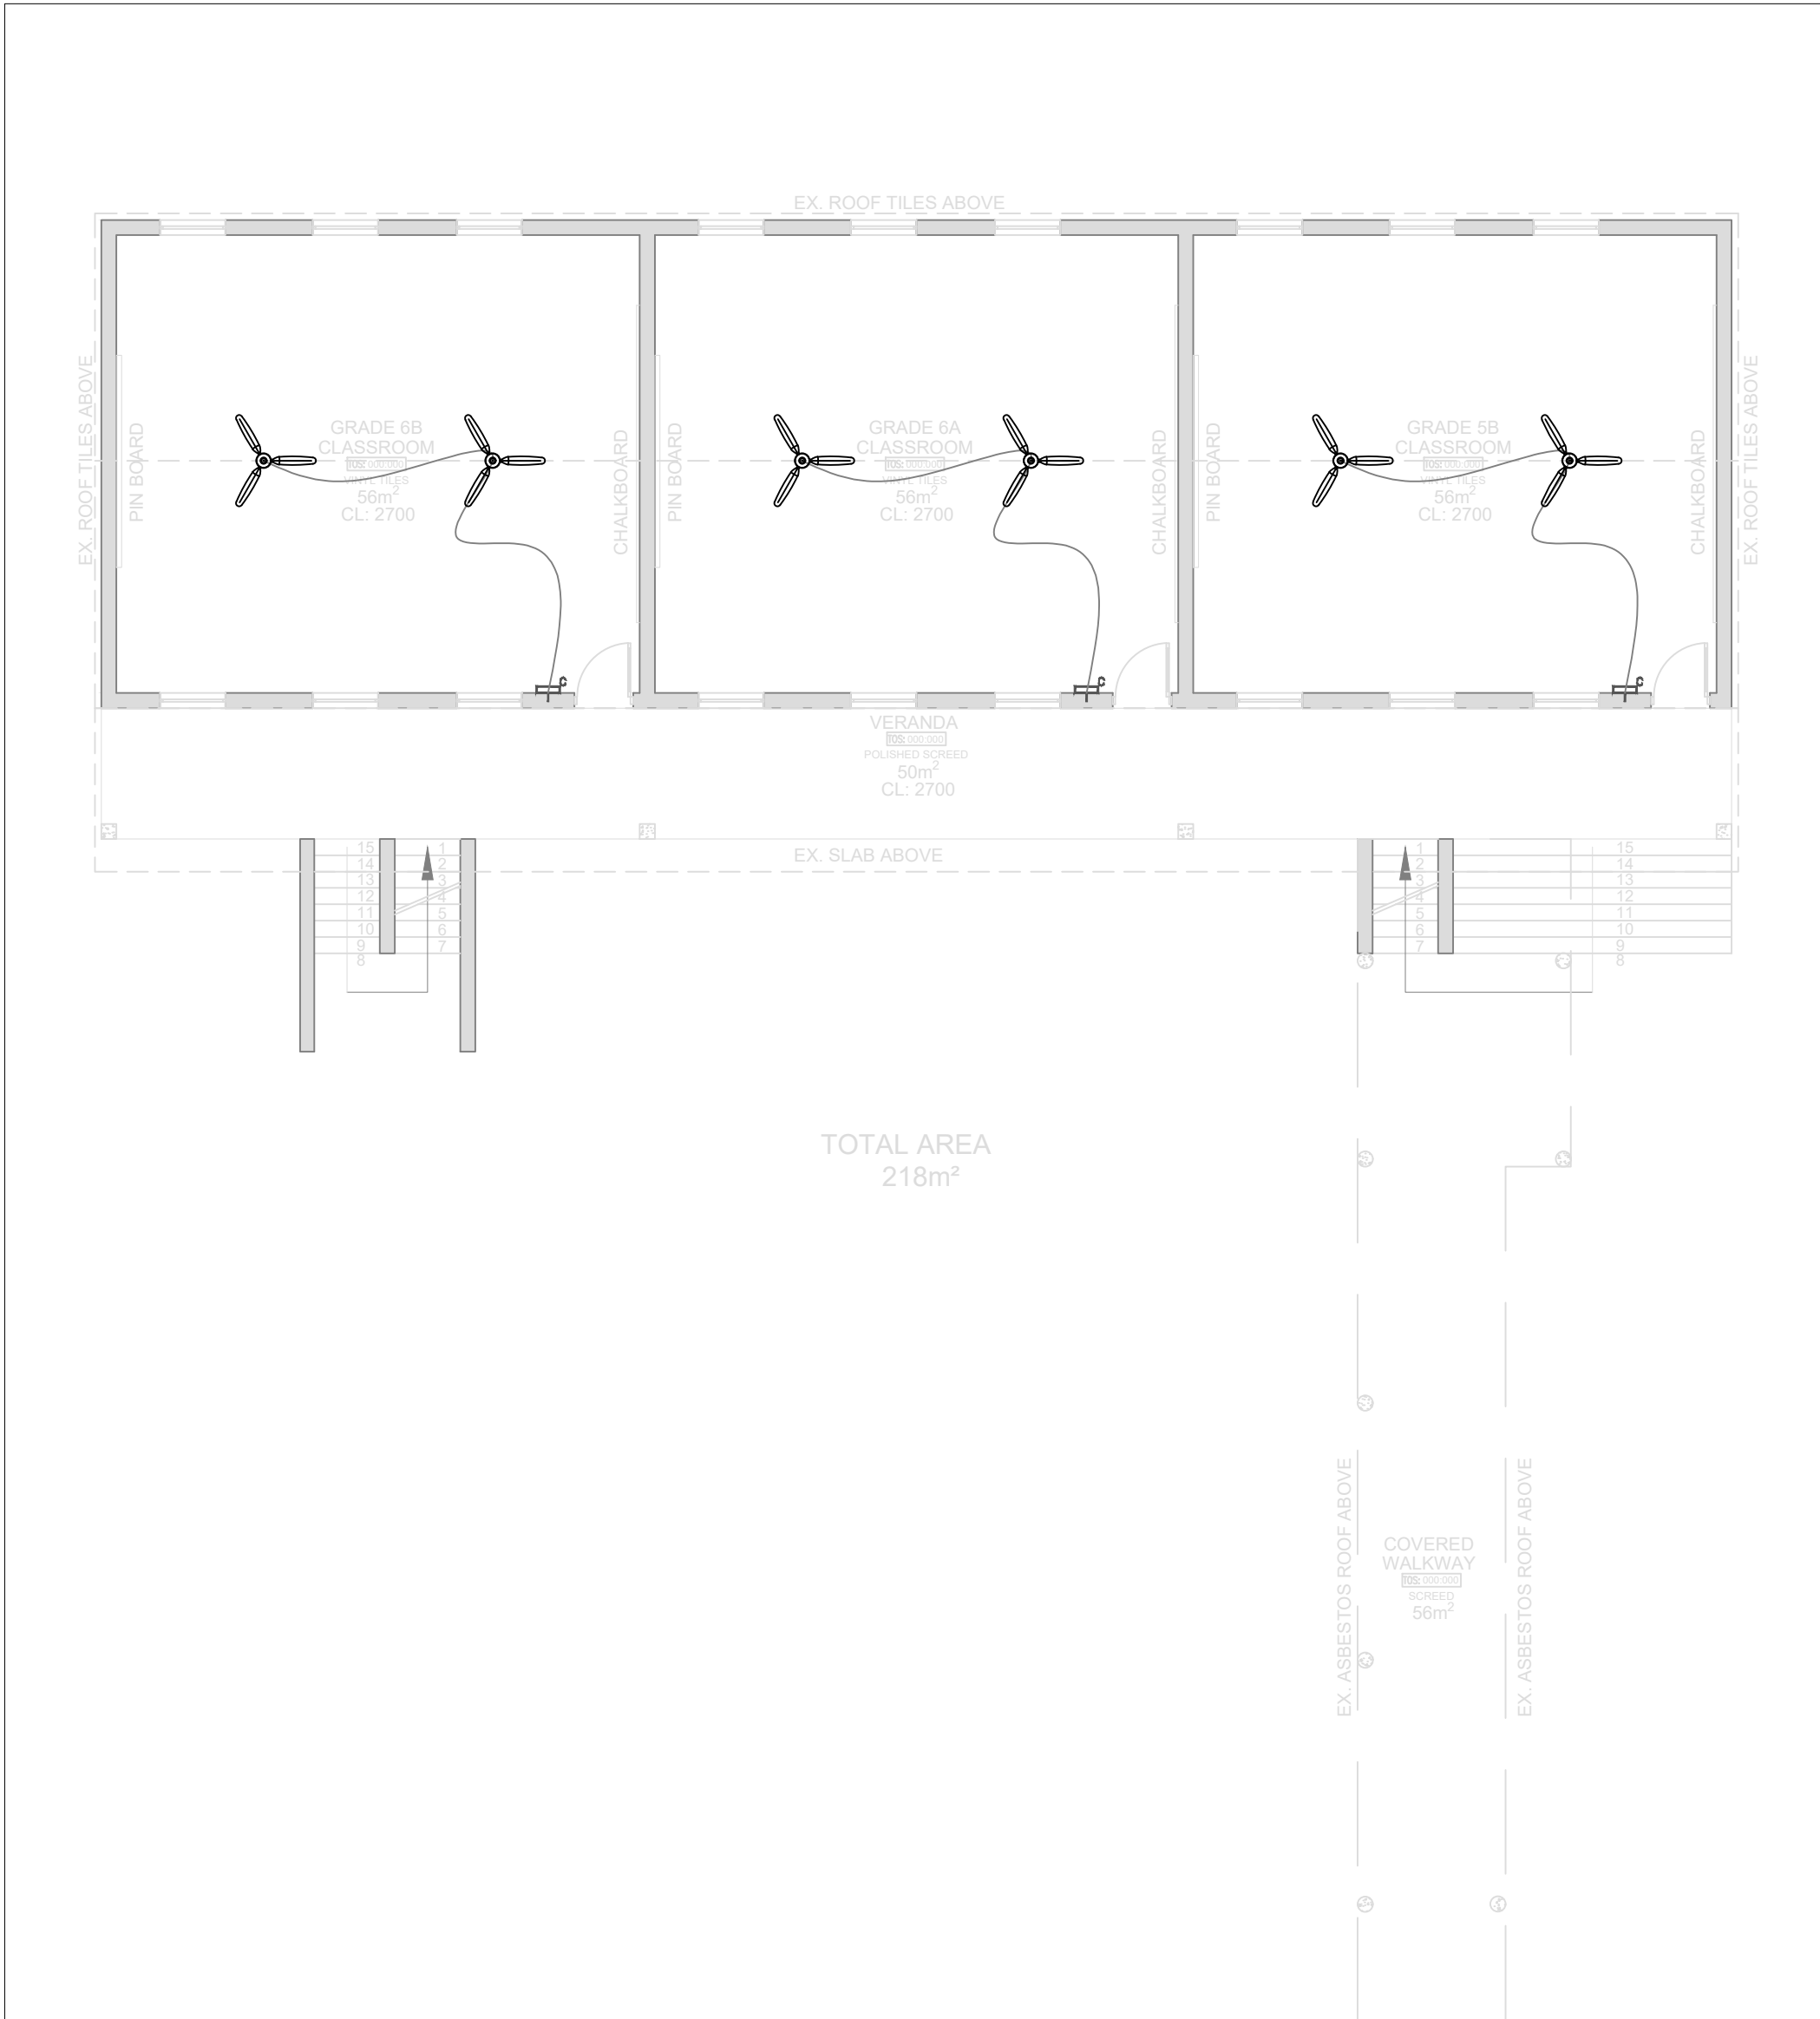 EX. ROOF TILES ABOVE
EX. ROOF TILES ABOVE
PIN BOARD
GRADE 6B
CLASSROOM
000:000
VINYL TILES
56m²
CL: 2700
CHALKBOARD
PIN BOARD
GRADE 6A
CLASSROOM
000:000
VINYL TILES
56m²
CL: 2700
CHALKBOARD
PIN BOARD
GRADE 5B
CLASSROOM
000:000
VINYL TILES
56m²
CL: 2700
CHALKBOARD
EX. ROOF TILES ABOVE
C
C
C
VERANDA
000:000
POLISHED SCREED
50m²
CL: 2700
EX. SLAB ABOVE
15 1
14 2
13 3
12 4
11 5
10 6
9 7
8
1 15
2 14
3 13
4 12
5 11
6 10
7 9
8
TOTAL AREA
218m²
EX. ASBESTOS ROOF ABOVE
COVERED
WALKWAY
000:000
SCREED
56m²
EX. ASBESTOS ROOF ABOVE